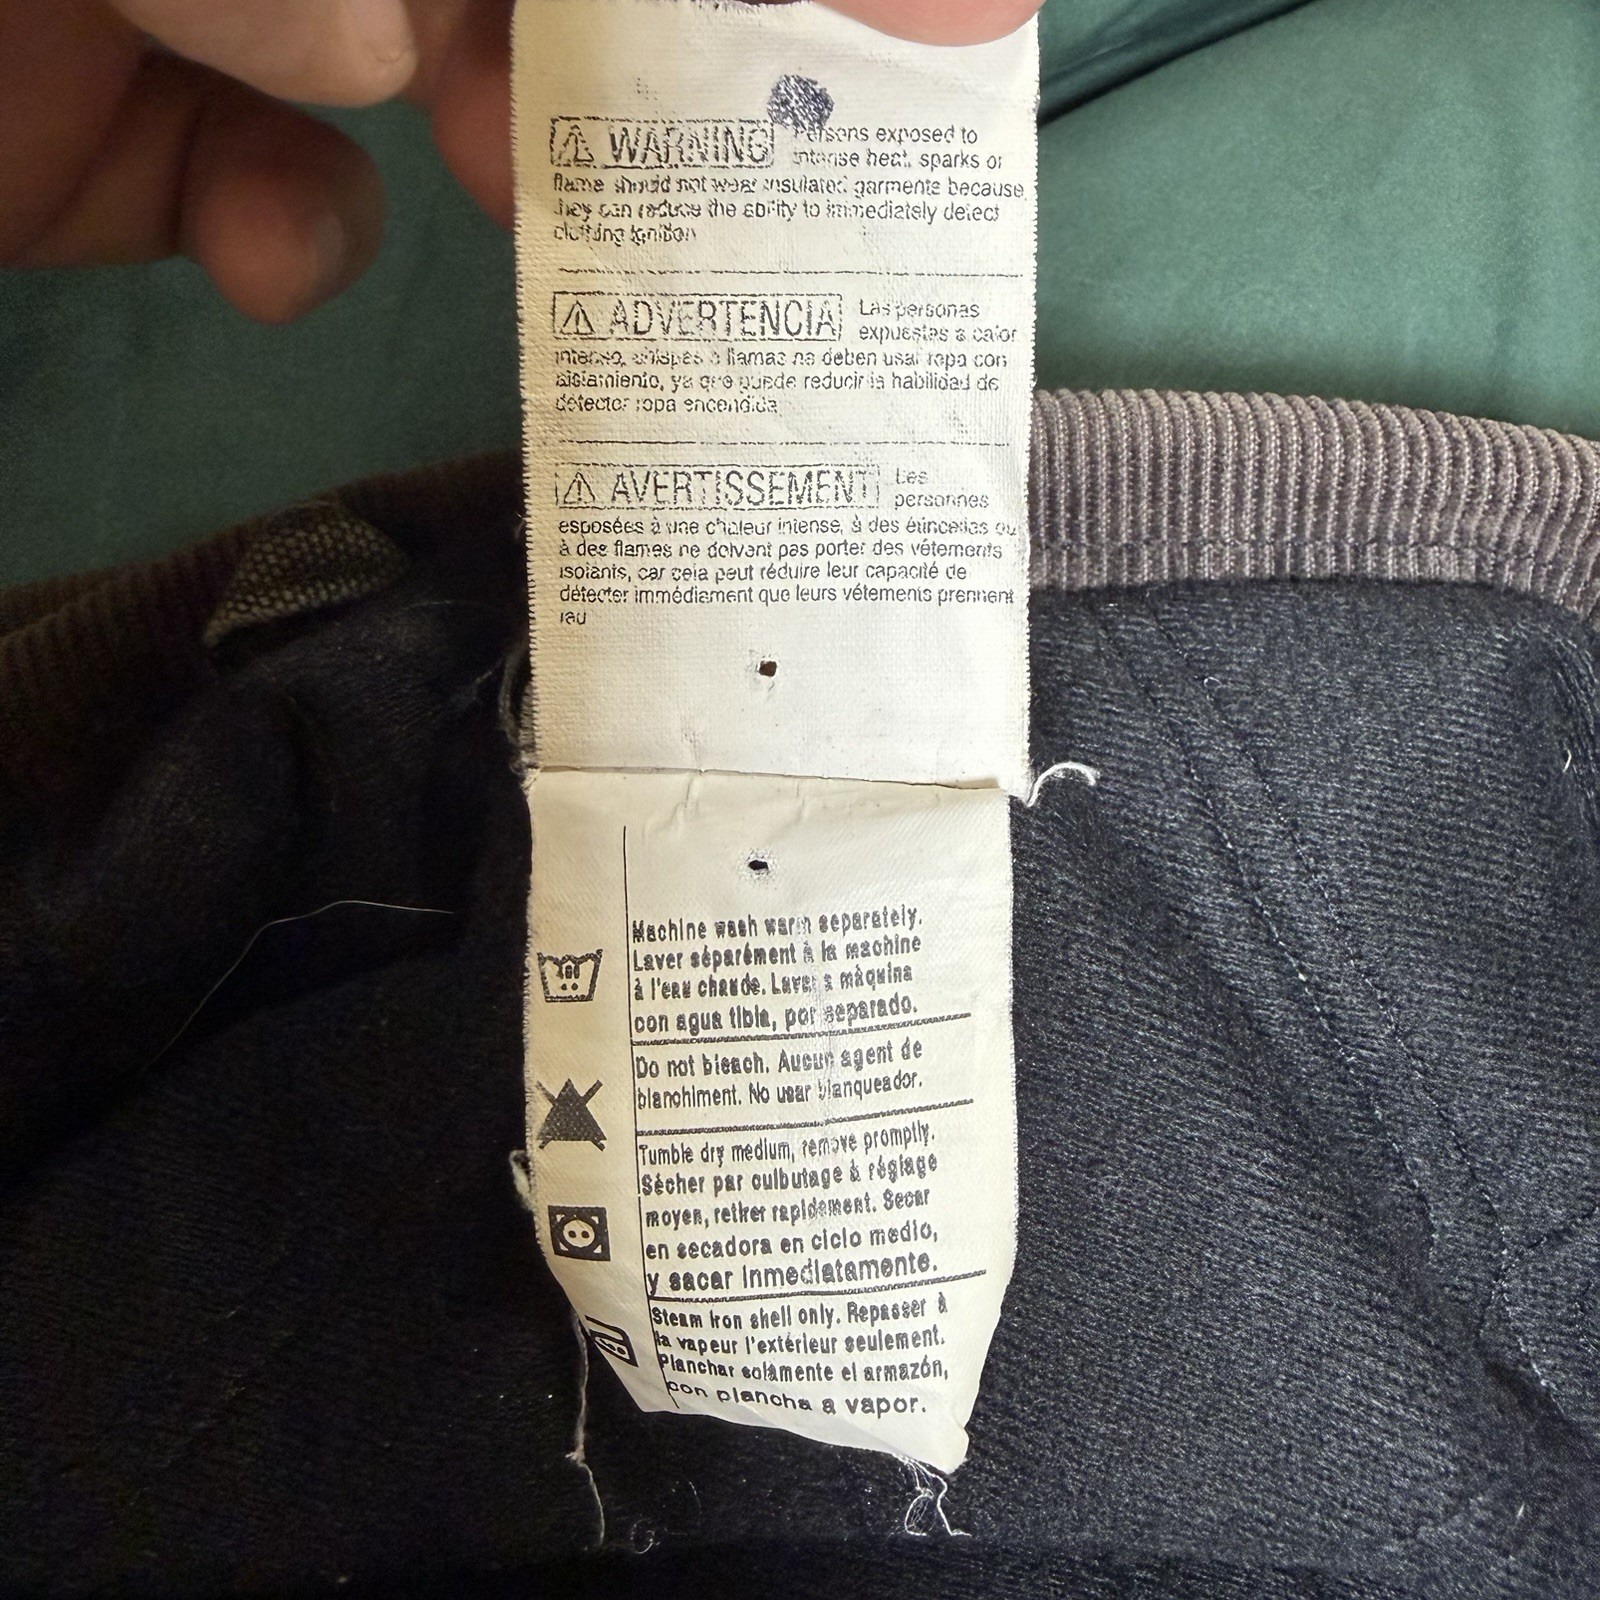 WARNING Persons exposed to
intense heat, sparks or
flame should not wear insulated garments because
they can reduce the ability to immediately detect
clothing ignition
ADVERTENCIA Las personas
expuestas a calor
intenso, chispas o llamas no deben usar ropa con
aislamiento, ya que puede reducir la habilidad de
detector ropa encendida
AVERTISSEMENT Les
personnes
esposées à une chaleur intense, à des étincelles ou
à des flames ne doivent pas porter des vêtements
isolants, car cela peut réduire leur capacité de
détecter immédiament que leurs vétements prennent
Machine wash warm separately.
Laver séparément à la machine
à l'eau chaude. Lavar a máquina
con agua tibia, por separado.
Do not bleach. Aucun agent de
blanchiment. No usar blanqueador.
Tumble dry medium, remove promptly.
Sécher par culbutage à réglage
moyen, retirer rapidement. Secar
en secadora en ciclo medio,
y sacar inmediatamente.
Steam iron shell only. Repasser à
la vapeur l'extérieur seulement.
Planchar solamente el armazón,
con plancha a vapor.